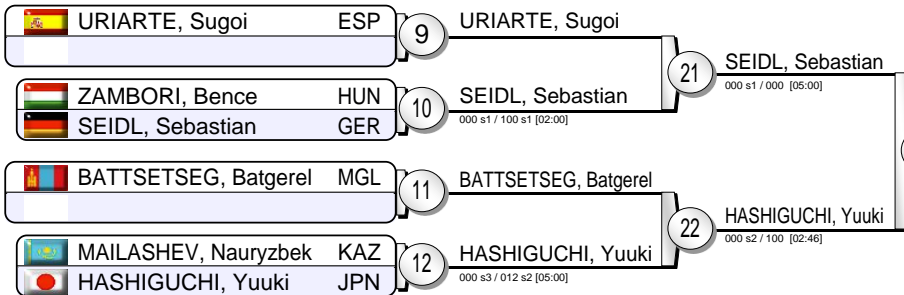 URIARTE, Sugoi ESP
9
URIARTE, Sugoi
21
SEIDL, Sebastian
000 s1 / 000 [05:00]
ZAMBORI, Bence HUN
SEIDL, Sebastian GER
10
SEIDL, Sebastian
000 s1 / 100 s1 [02:00]
BATTSETSEG, Batgerel MGL
11
BATTSETSEG, Batgerel
22
HASHIGUCHI, Yuuki
000 s2 / 100 [02:46]
MAILASHEV, Nauryzbek KAZ
HASHIGUCHI, Yuuki JPN
12
HASHIGUCHI, Yuuki
000 s3 / 012 s2 [05:00]